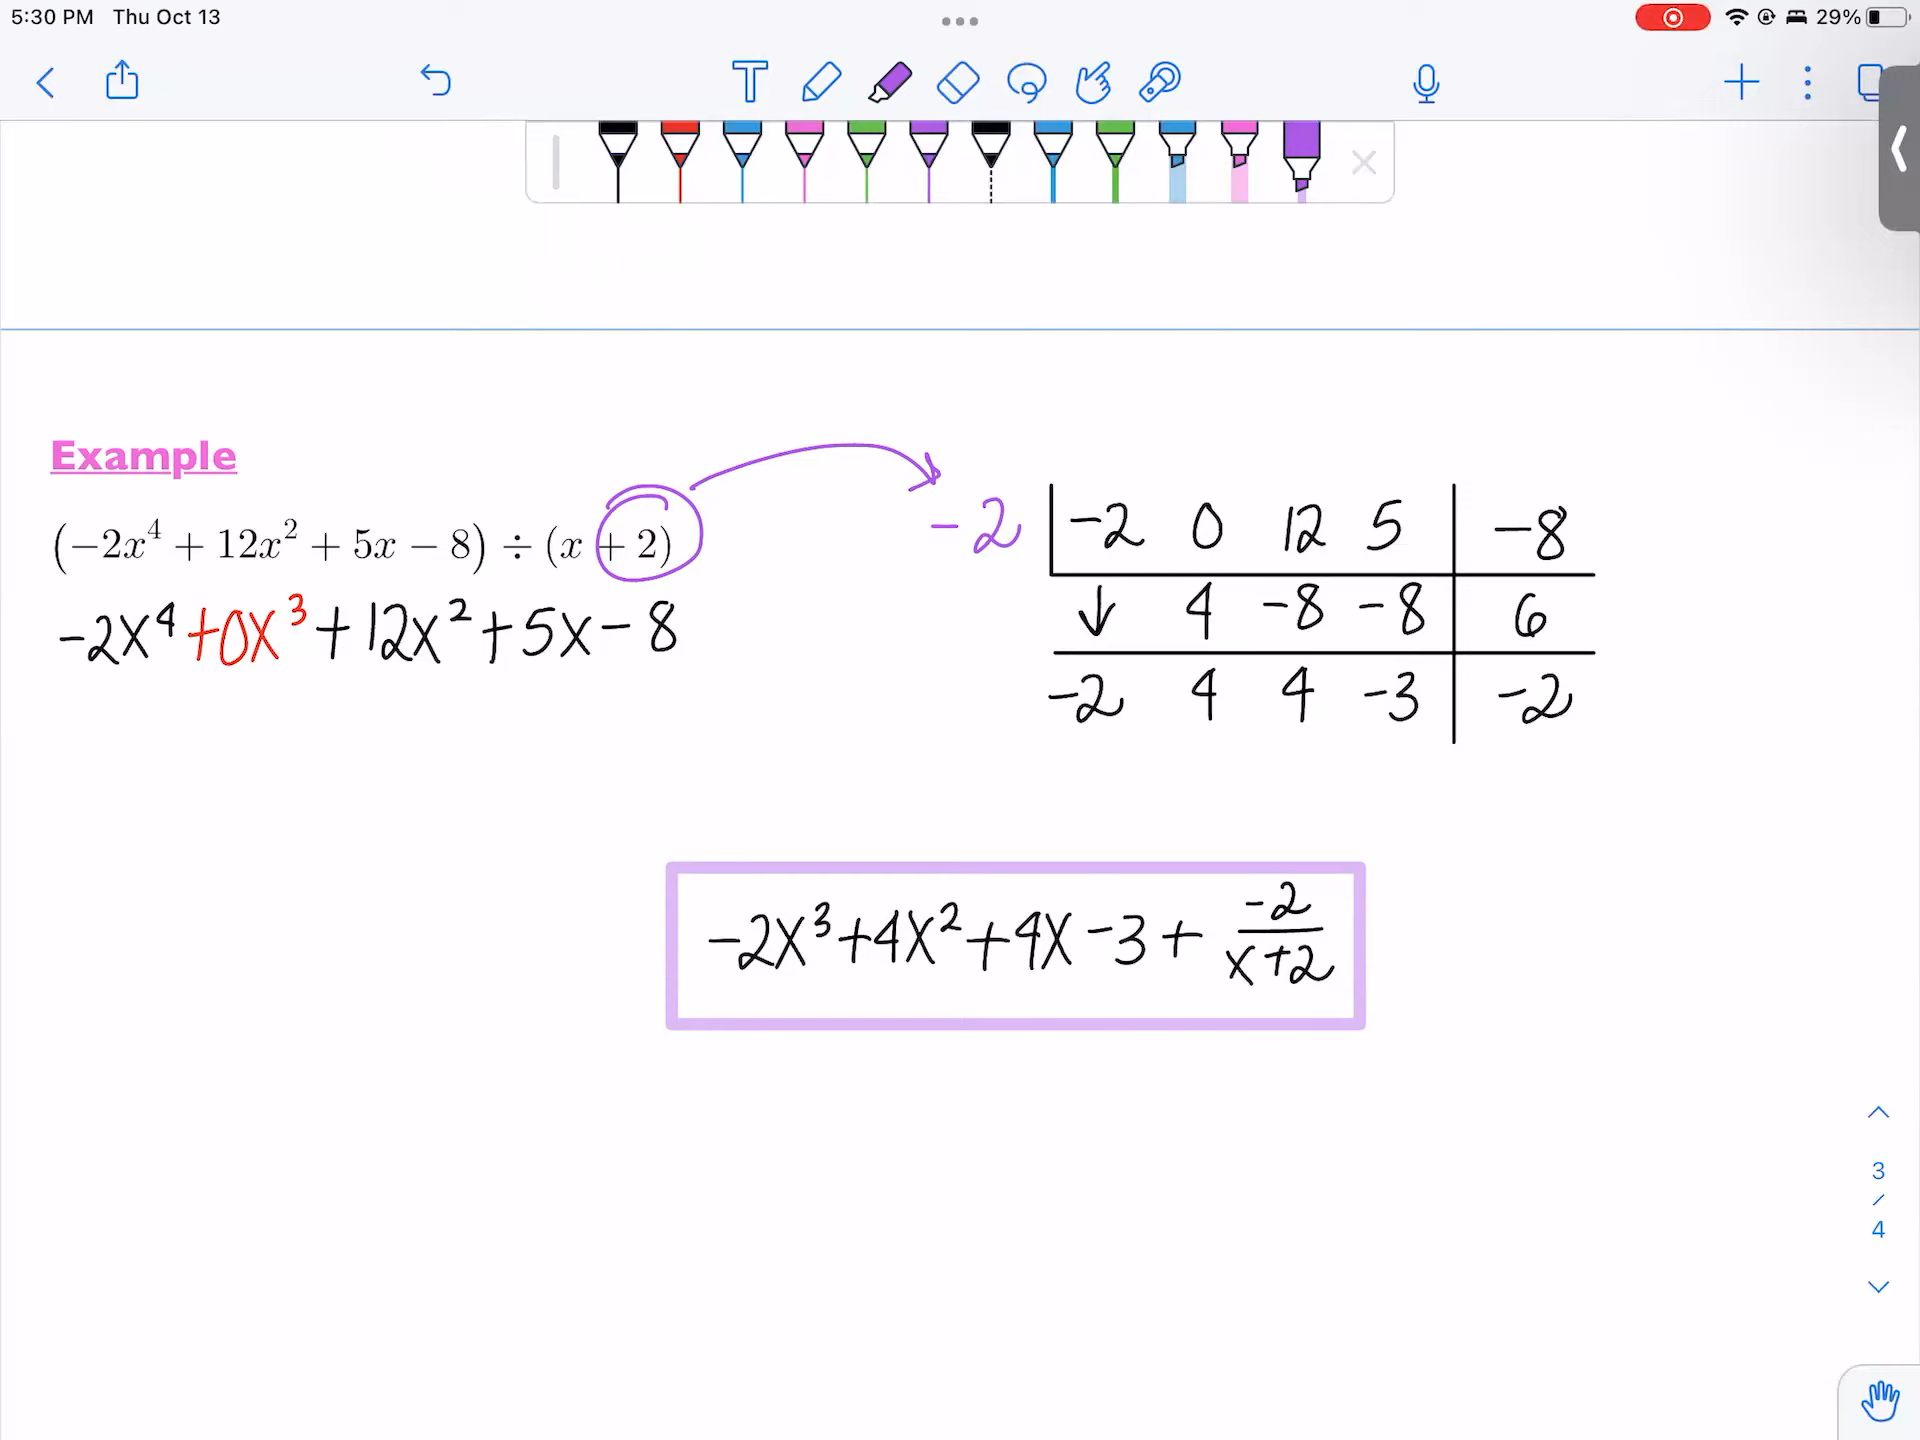 5:30 PM Thu Oct 13
29%
Example
(−2x⁴ + 12x² + 5x − 8) ÷ (x + 2)
-2x⁴+0x³+12x²+5x-8
-2 | -2 0 12 5 | -8
↓ 4 -8 -8 | 6
-2 4 4 -3 | -2
-2x³+4x²+4x-3+ -2/x+2
3
/
4